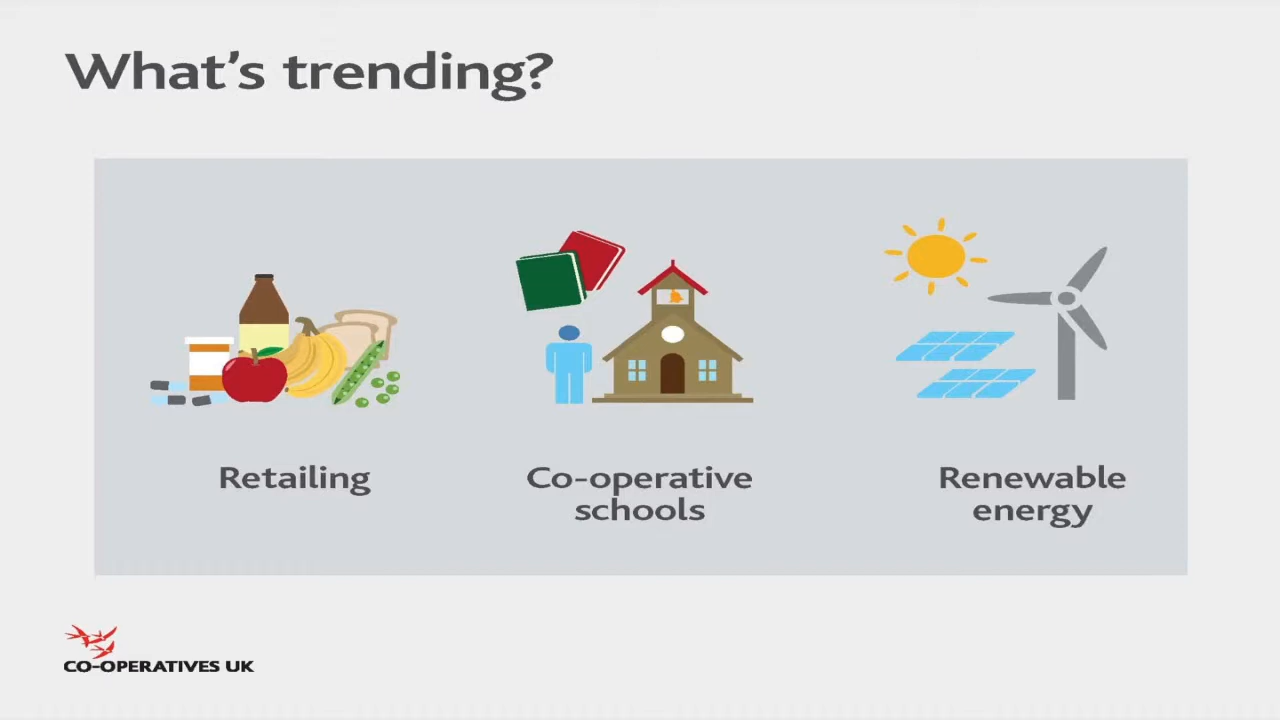 What's trending?
Retailing
Co-operative
schools
Renewable
energy
CO-OPERATIVES UK